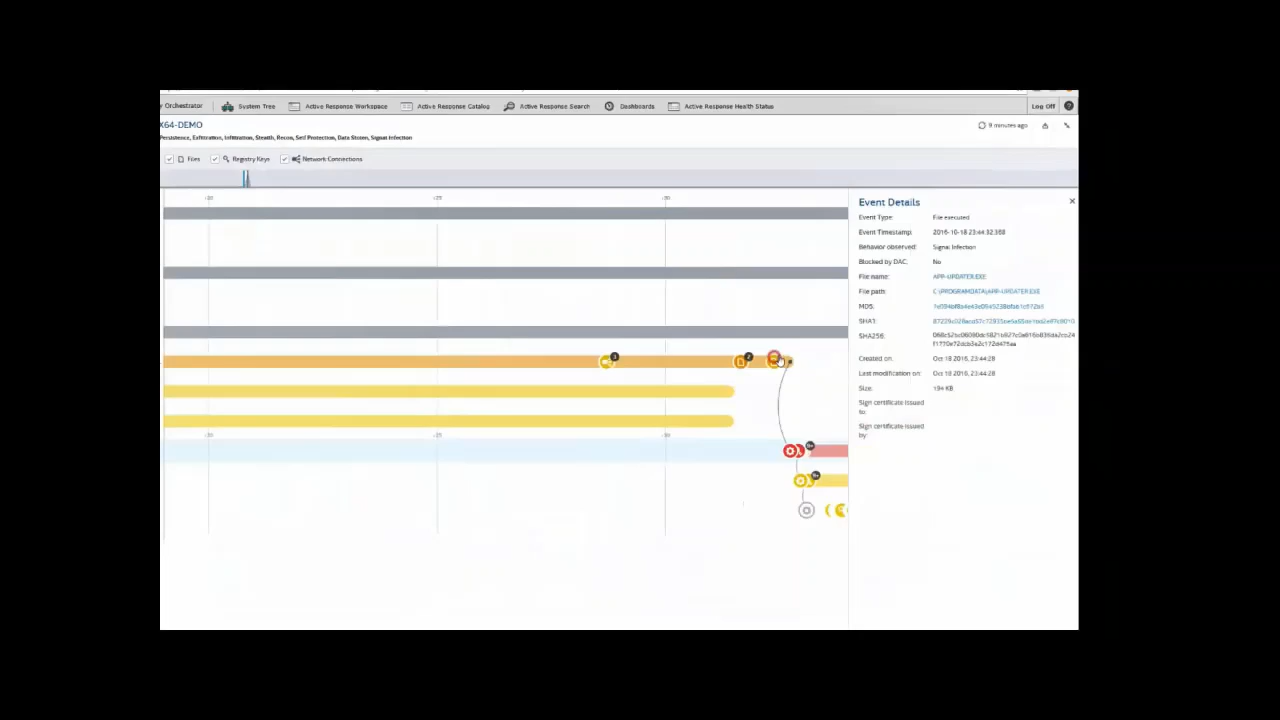 y Orchestrator System Tree Active Response Workspace Active Response Catalog Active Response Search Dashboards Active Response Health Status Log Off ?
X64-DEMO 9 minutes ago
Persistence, Exfiltration, Infiltration, Stealth, Recon, Self Protection, Data Stolen, Signal Infection
Files Registry Keys Network Connections
:20 :25 :30
Event Details
Event Type: File executed
Event Timestamp: 2016-10-18 23:44:32.368
Behavior observed: Signal Infection
Blocked by DAC: No
File name: APP-UPDATER.EXE
File path: C:\PROGRAMDATA\APP-UPDATER.EXE
MD5:
SHA1:
SHA256:
Created on: Oct 18 2016, 23:44:28
Last modification on: Oct 18 2016, 23:44:28
Size: 194 KB
Sign certificate issued
to:
Sign certificate issued
by: